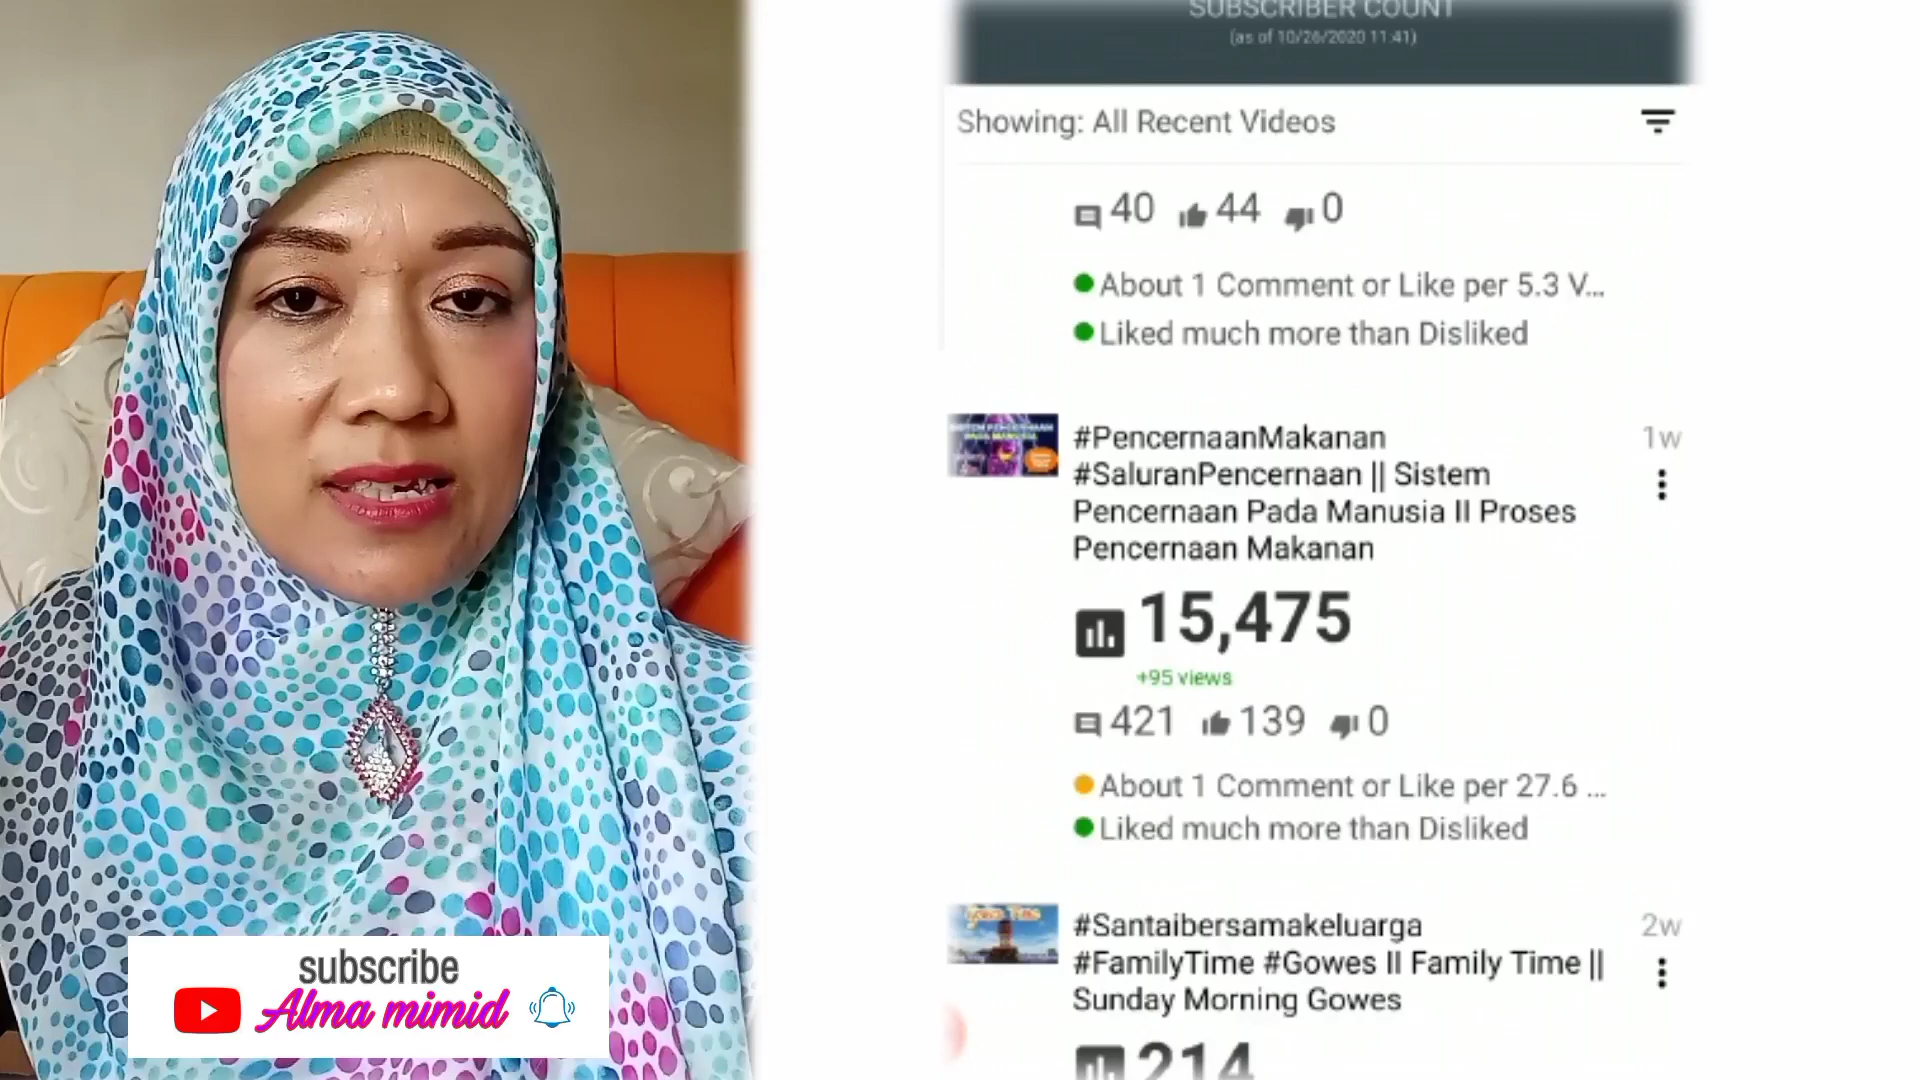 SUBSCRIBER COUNT
(as of 10/26/2020 11:41)
Showing: All Recent Videos
40 44 0
About 1 Comment or Like per 5.3 V...
Liked much more than Disliked
#PencernaanMakanan
1w
#SaluranPencernaan || Sistem
Pencernaan Pada Manusia II Proses
Pencernaan Makanan
15,475
+95 views
421 139 0
About 1 Comment or Like per 27.6 ...
Liked much more than Disliked
#Santaibersamakeluarga
2w
#FamilyTime #Gowes II Family Time ||
Sunday Morning Gowes
214
subscribe
Alma mimid